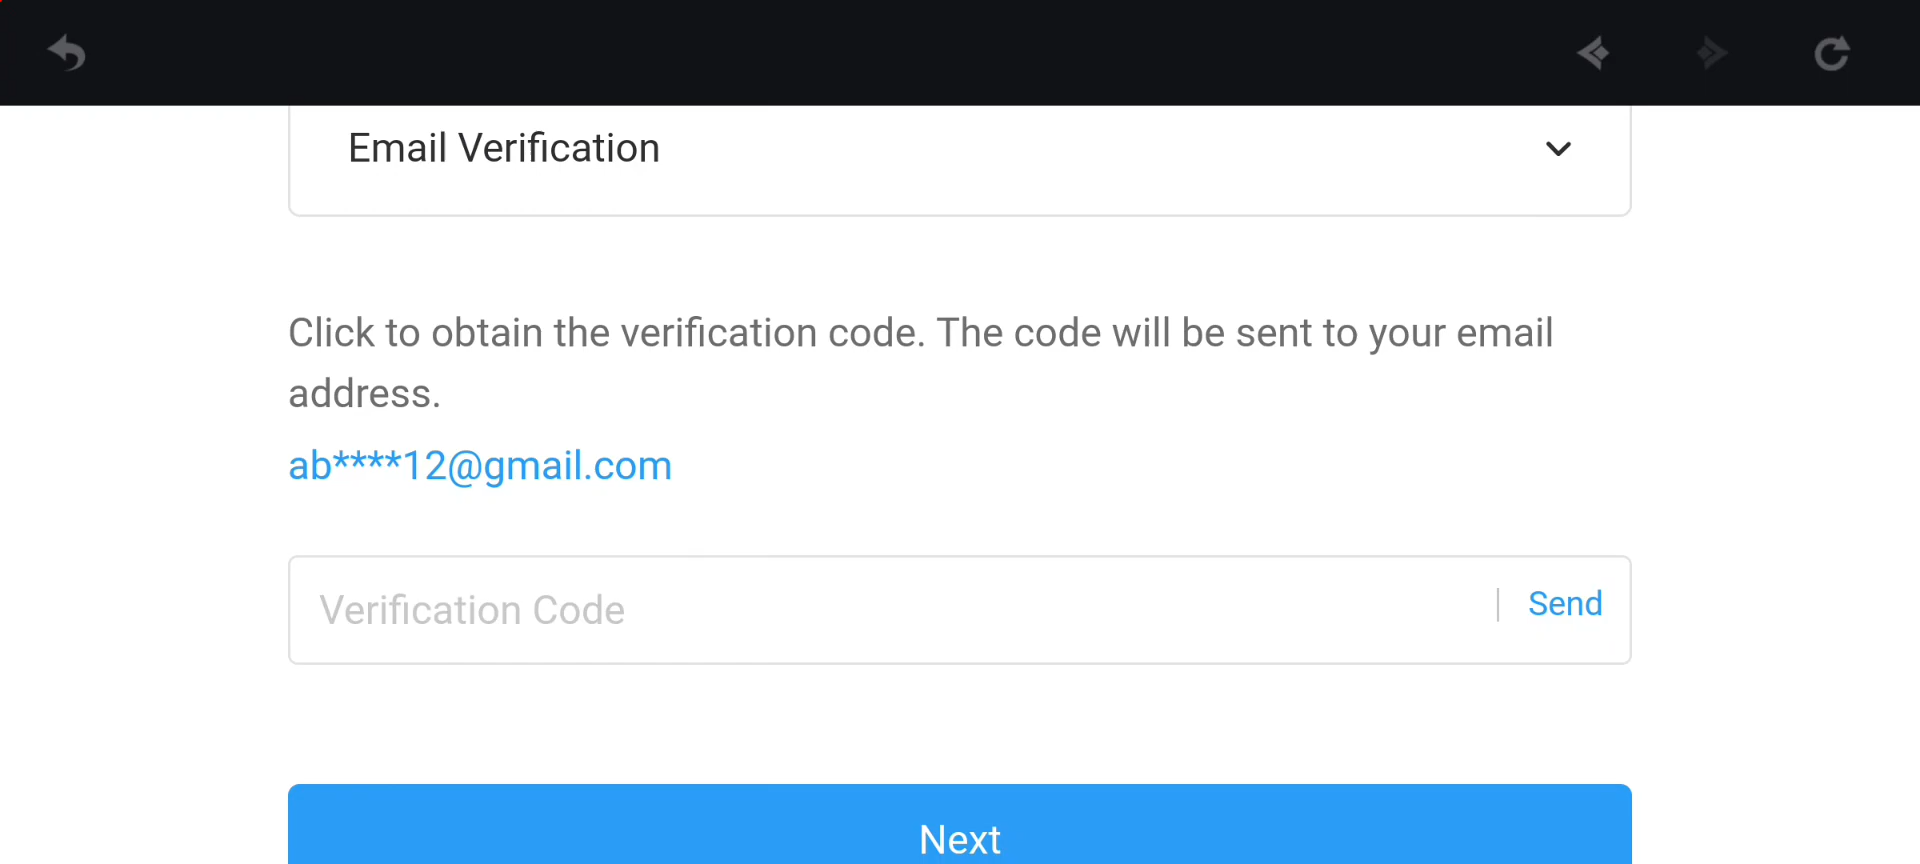 Email Verification
Click to obtain the verification code. The code will be sent to your email
address.
ab****12@gmail.com
Verification Code
Send
Next